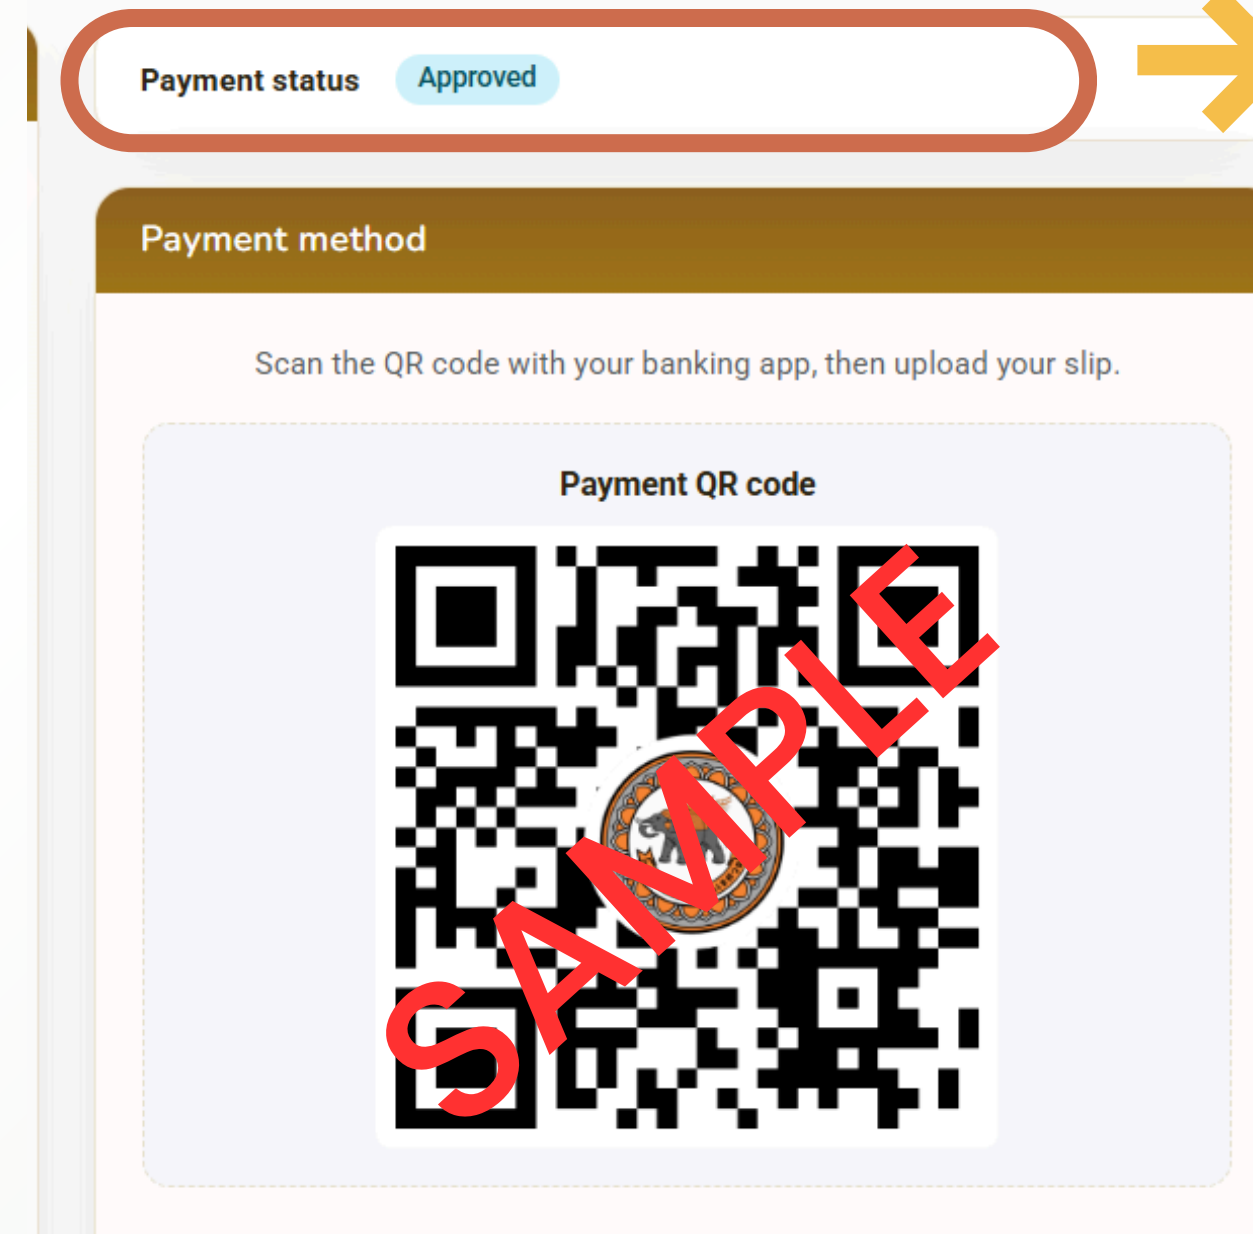 Payment status
Approved
Payment method
Scan the QR code with your banking app, then upload your slip.
Payment QR code
SAMPLE